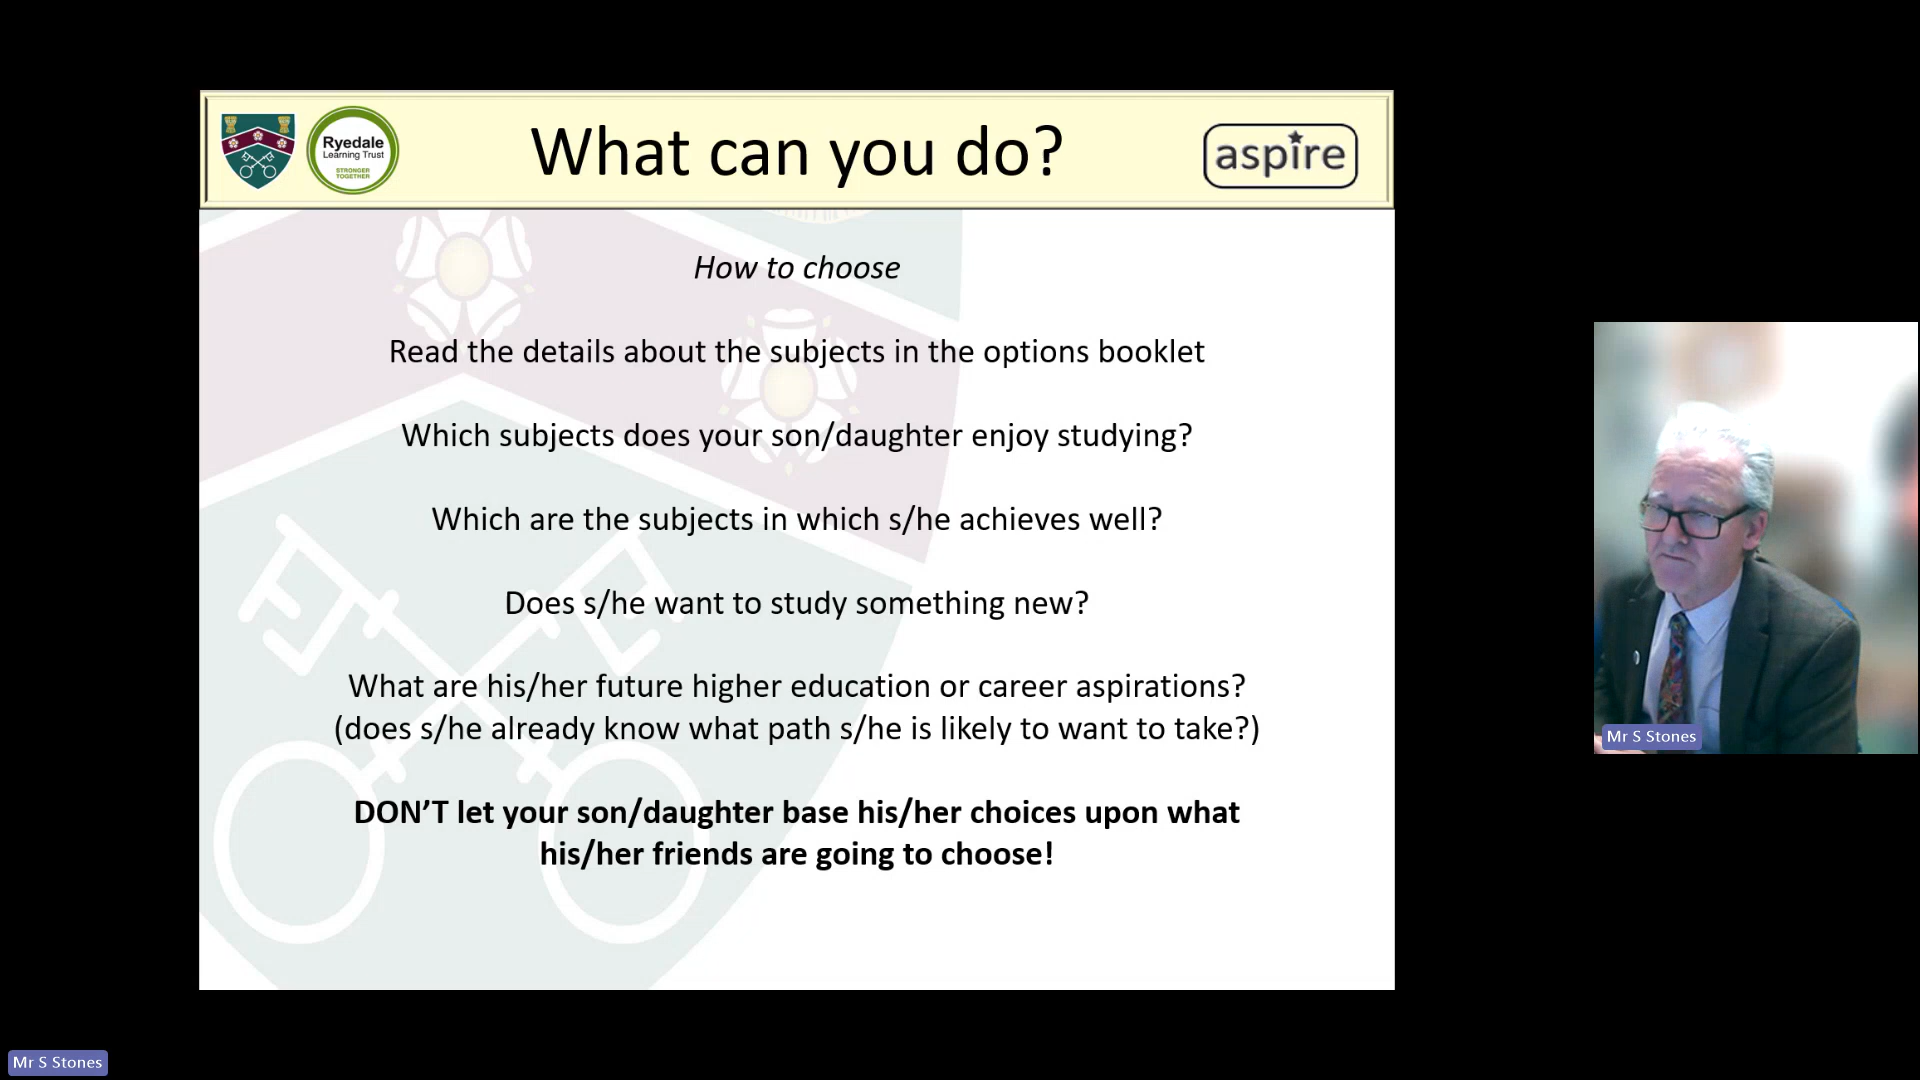 Ryedale
Learning Trust
STRONGER
TOGETHER
What can you do?
aspire
How to choose
Read the details about the subjects in the options booklet
Which subjects does your son/daughter enjoy studying?
Which are the subjects in which s/he achieves well?
Does s/he want to study something new?
What are his/her future higher education or career aspirations?
(does s/he already know what path s/he is likely to want to take?)
DON’T let your son/daughter base his/her choices upon what
his/her friends are going to choose!
Mr S Stones
Mr S Stones